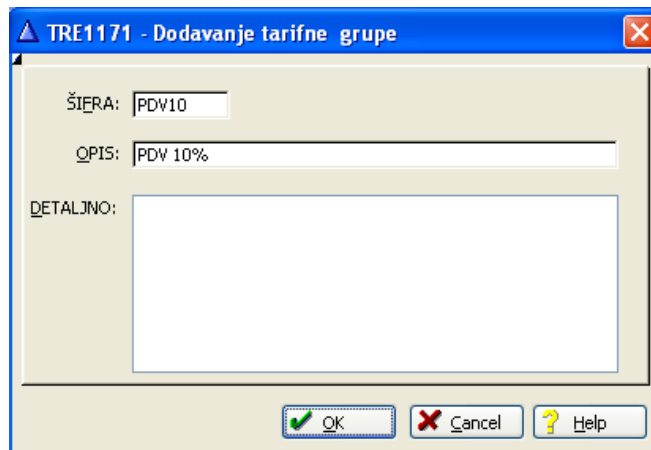 TRE1171 - Dodavanje tarifne grupe
ŠIFRA: PDV10
OPIS: PDV 10%
DETALJNO:
OK Cancel Help